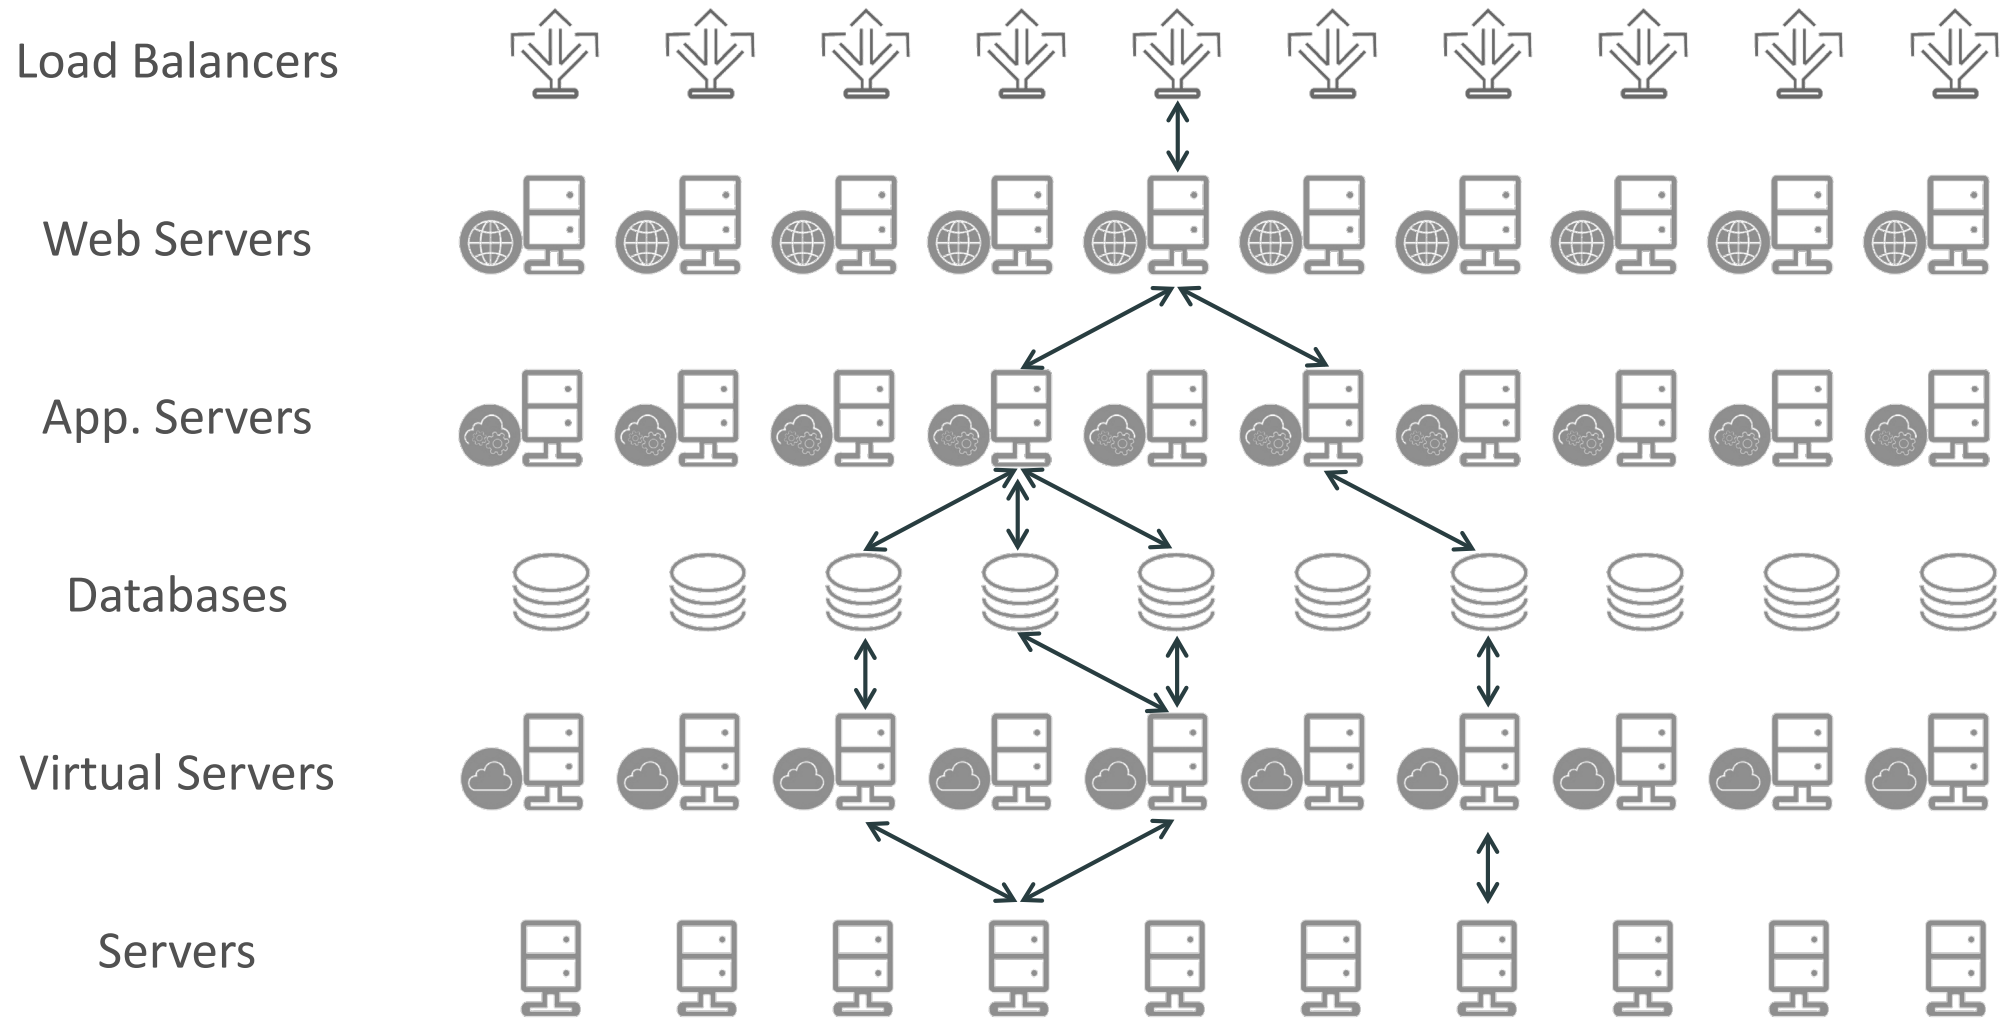 Load Balancers
Web Servers
App. Servers
Databases
Virtual Servers
Servers